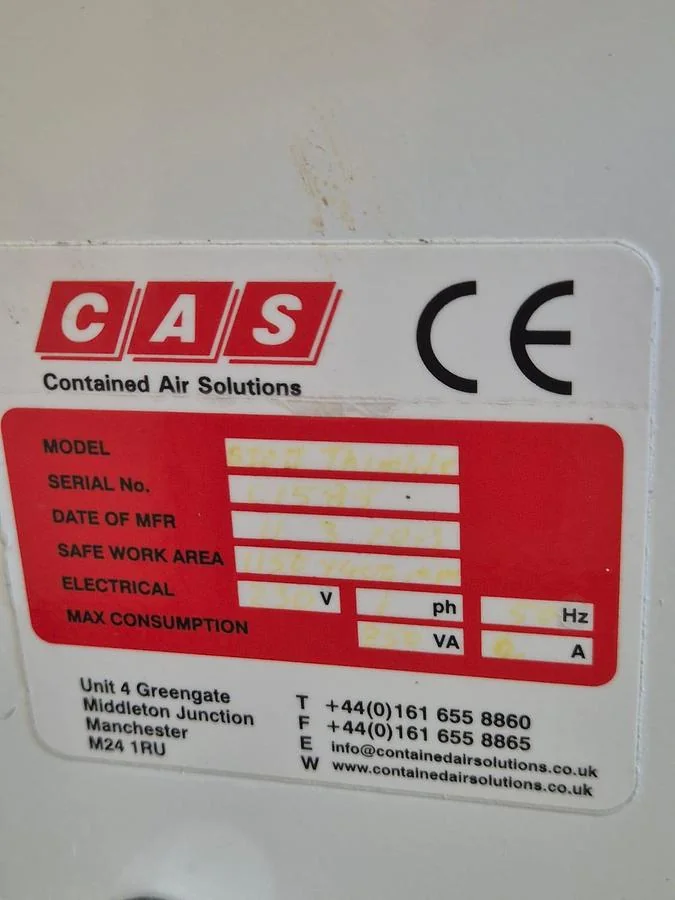 CAS
CE
Contained Air Solutions
MODEL
SERIAL No.
DATE OF MFR
SAFE WORK AREA
ELECTRICAL 230 V 1 ph Hz
MAX CONSUMPTION VA A
Unit 4 Greengate
Middleton Junction
Manchester
M24 1RU
T +44(0)161 655 8860
F +44(0)161 655 8865
E info@containedairsolutions.co.uk
W www.containedairsolutions.co.uk